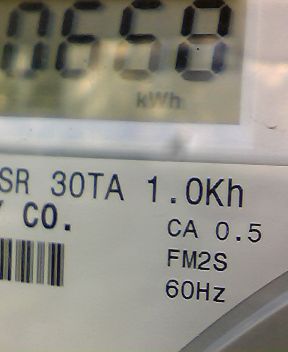 0658
kWh
SR 30TA 1.0Kh
Y CO.
CA 0.5
FM2S
60Hz